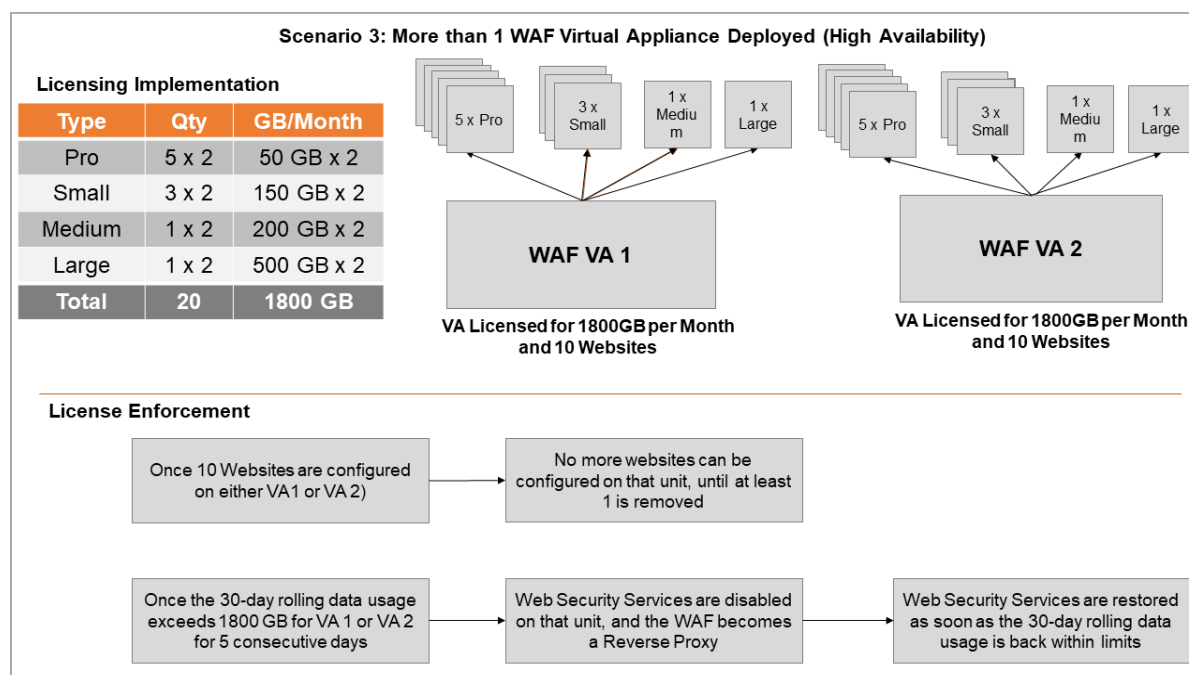 Scenario 3: More than 1 WAF Virtual Appliance Deployed (High Availability)
Licensing Implementation
Type Qty GB/Month
Pro 5 x 2 50 GB x 2
Small 3 x 2 150 GB x 2
Medium 1 x 2 200 GB x 2
Large 1 x 2 500 GB x 2
Total 20 1800 GB
5 x Pro
3 x
Small
1 x
Mediu
m
1 x
Large
WAF VA 1
VA Licensed for 1800GB per Month
and 10 Websites
5 x Pro
3 x
Small
1 x
Mediu
m
1 x
Large
WAF VA 2
VA Licensed for 1800GB per Month
and 10 Websites
License Enforcement
Once 10 Websites are configured
on either VA1 or VA 2)
No more websites can be
configured on that unit, until at least
1 is removed
Once the 30-day rolling data usage
exceeds 1800 GB for VA 1 or VA 2
for 5 consecutive days
Web Security Services are disabled
on that unit, and the WAF becomes
a Reverse Proxy
Web Security Services are restored
as soon as the 30-day rolling data
usage is back within limits